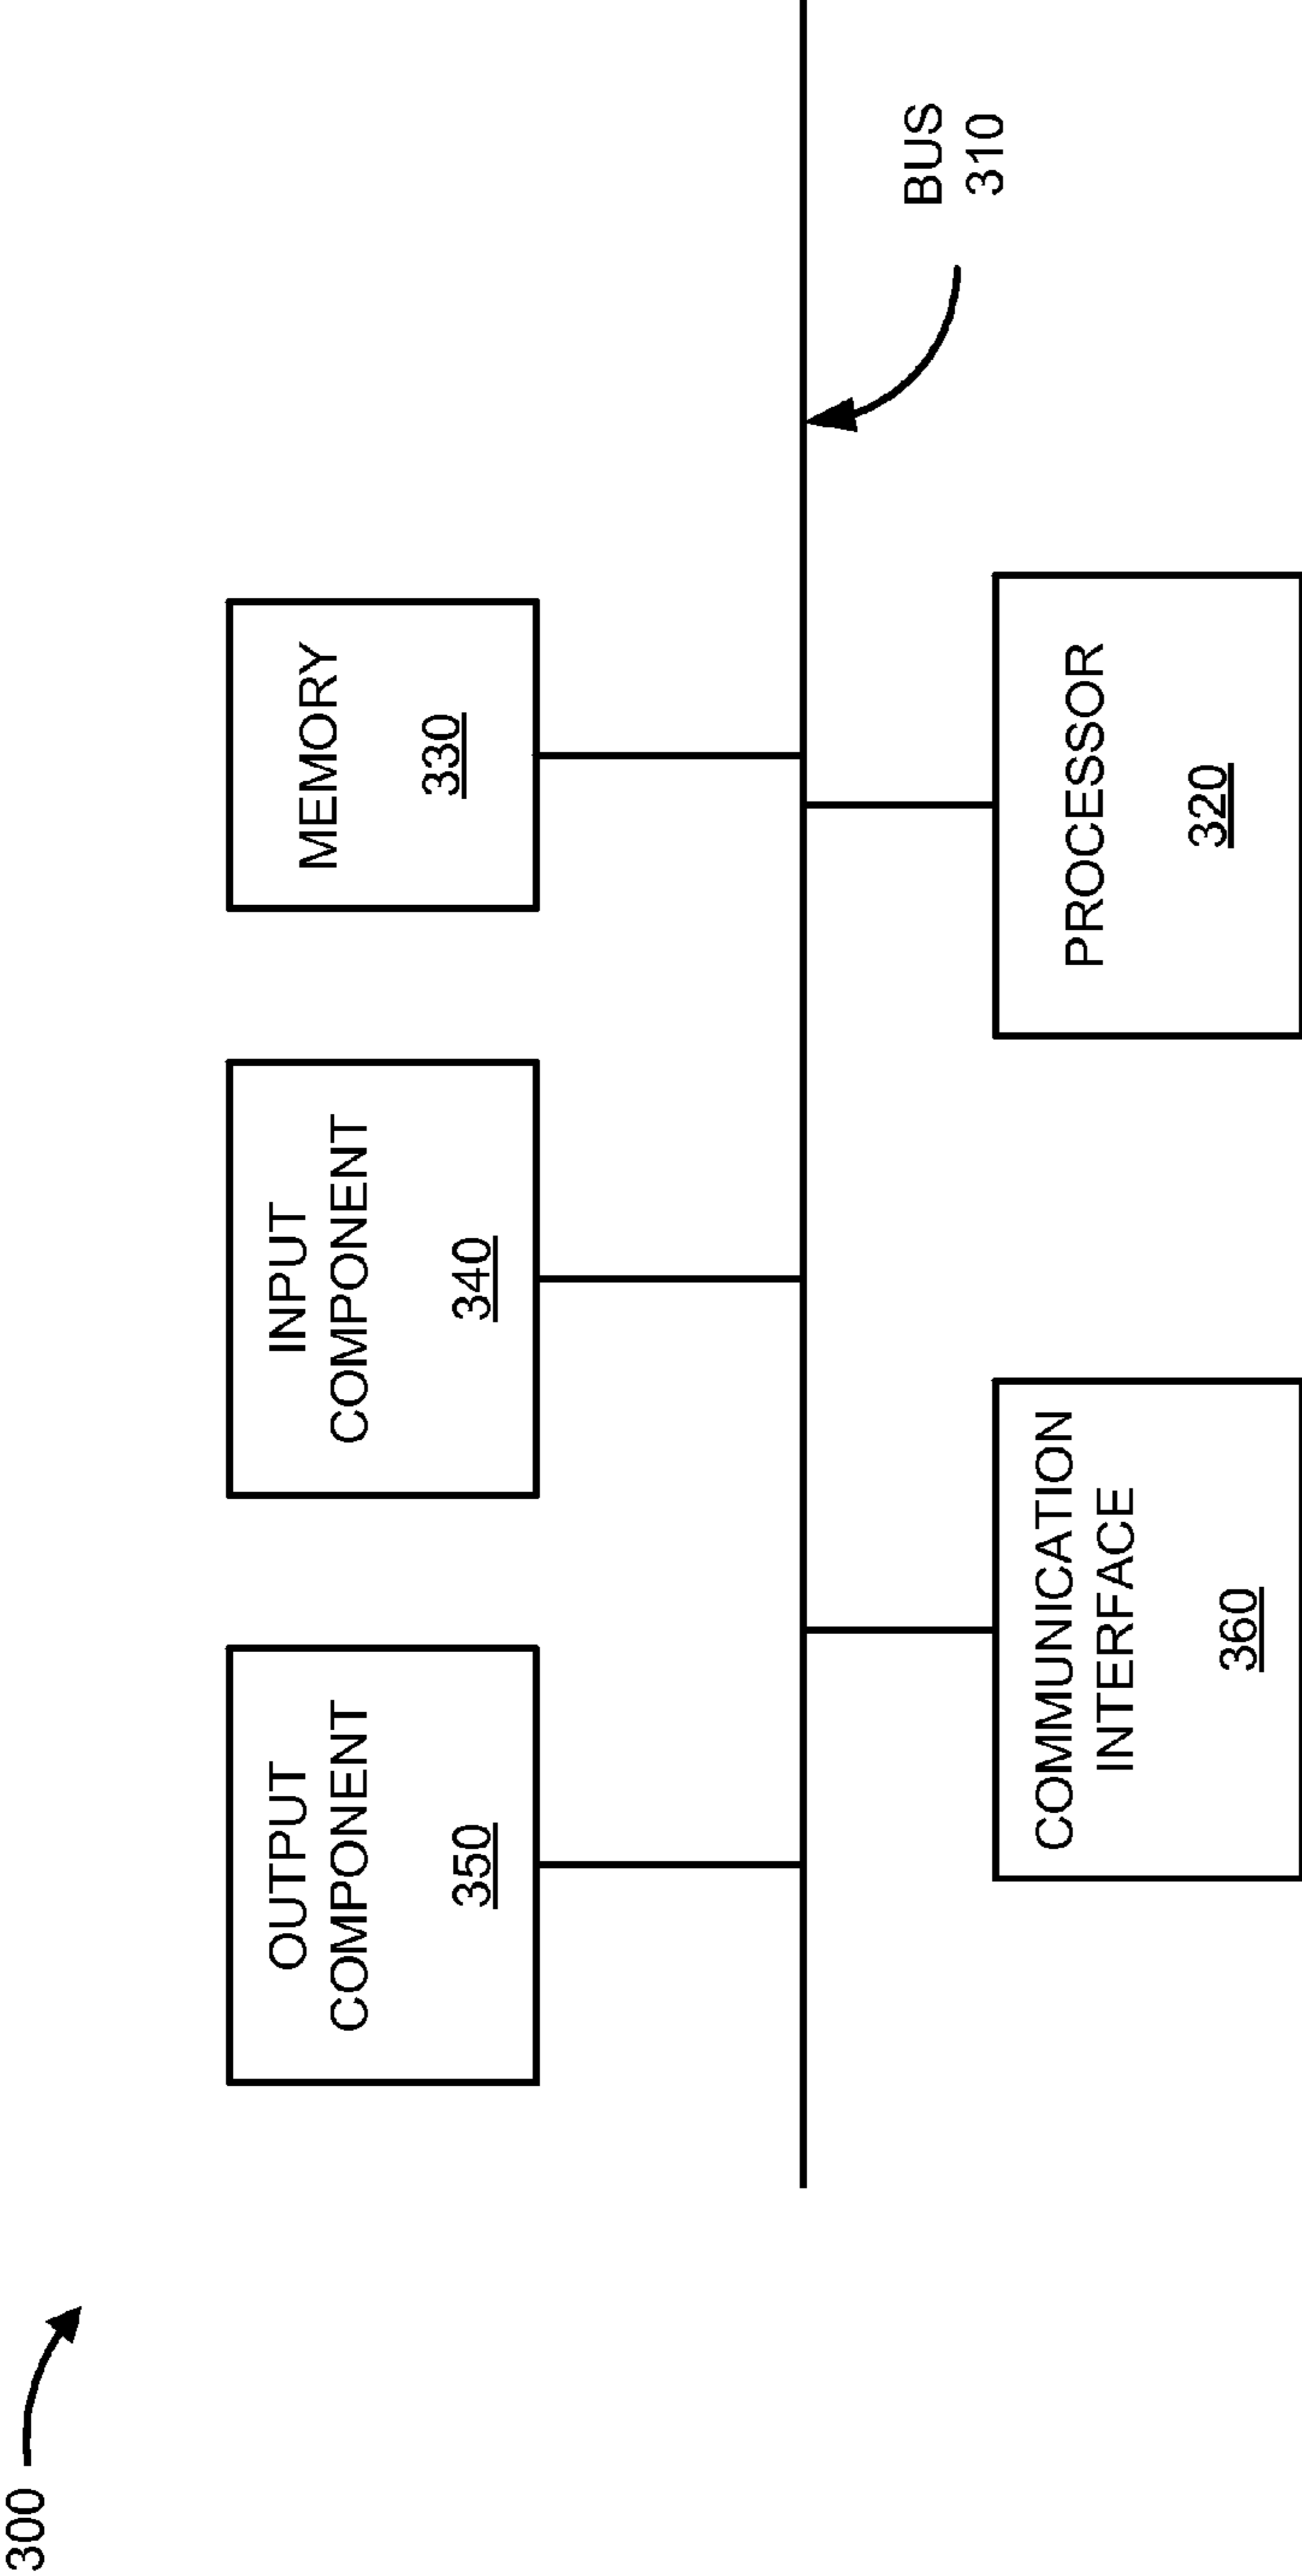 300
OUTPUT
COMPONENT
350
INPUT
COMPONENT
340
MEMORY
330
BUS
310
COMMUNICATION
INTERFACE
360
PROCESSOR
320